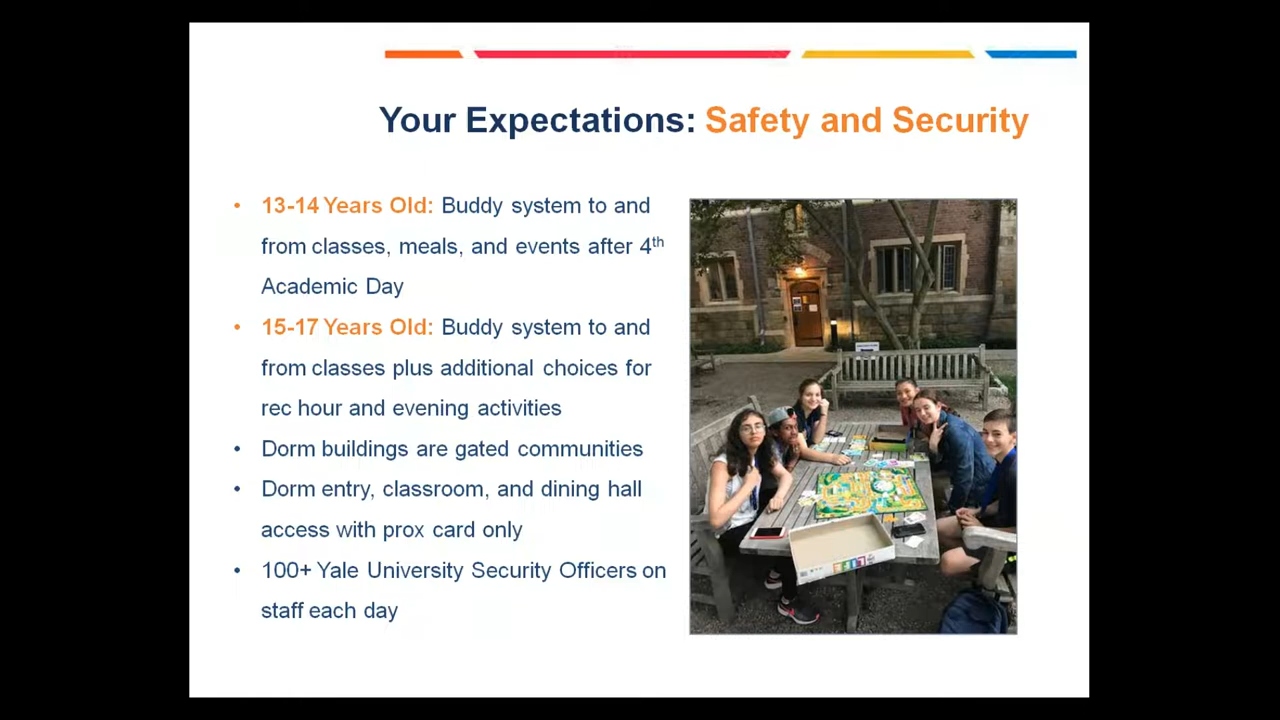 Your Expectations: Safety and Security
• 13-14 Years Old: Buddy system to and
from classes, meals, and events after 4th
Academic Day
• 15-17 Years Old: Buddy system to and
from classes plus additional choices for
rec hour and evening activities
• Dorm buildings are gated communities
• Dorm entry, classroom, and dining hall
access with prox card only
• 100+ Yale University Security Officers on
staff each day
LIFE